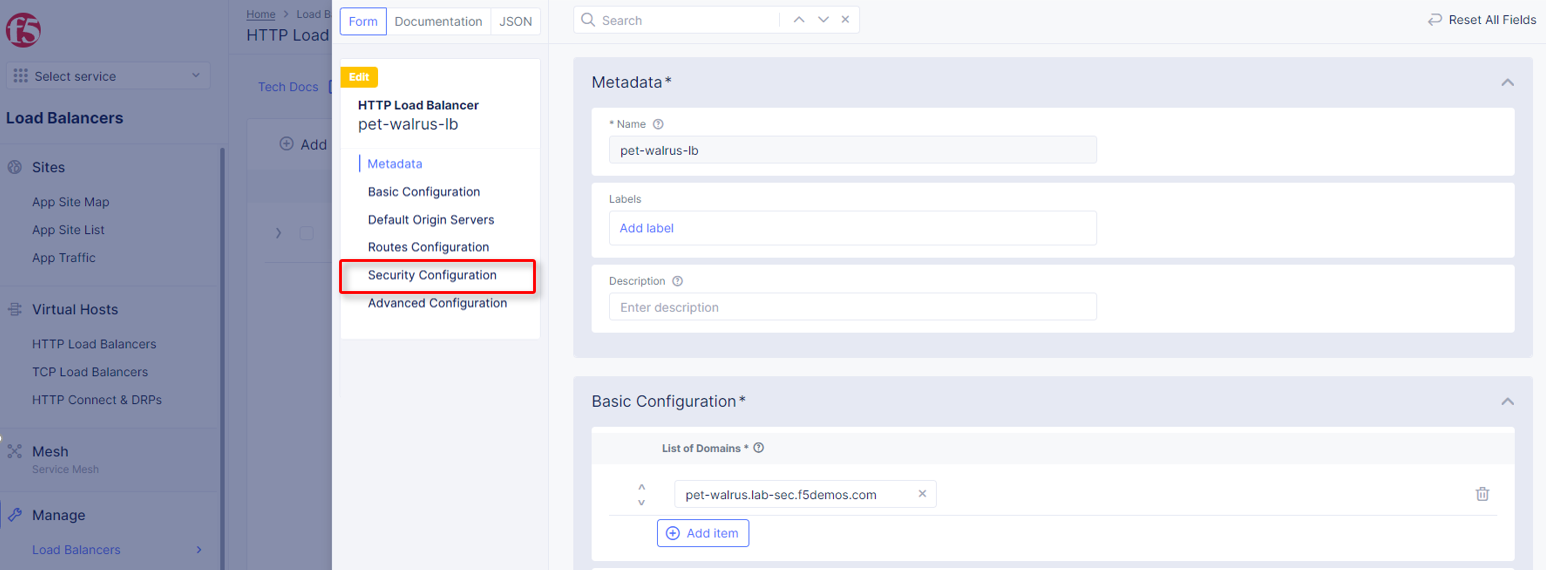 f5
Select service
Load Balancers
Sites
App Site Map
App Site List
App Traffic
Virtual Hosts
HTTP Load Balancers
TCP Load Balancers
HTTP Connect & DRPs
Mesh
Service Mesh
Manage
Load Balancers
Home > Load B
HTTP Load
Tech Docs
Add
Form
Documentation
JSON
Edit
HTTP Load Balancer
pet-walrus-lb
Metadata
Basic Configuration
Default Origin Servers
Routes Configuration
Security Configuration
Advanced Configuration
Search
Reset All Fields
Metadata*
* Name
pet-walrus-lb
Labels
Add label
Description
Enter description
Basic Configuration*
List of Domains *
pet-walrus.lab-sec.f5demos.com
Add item